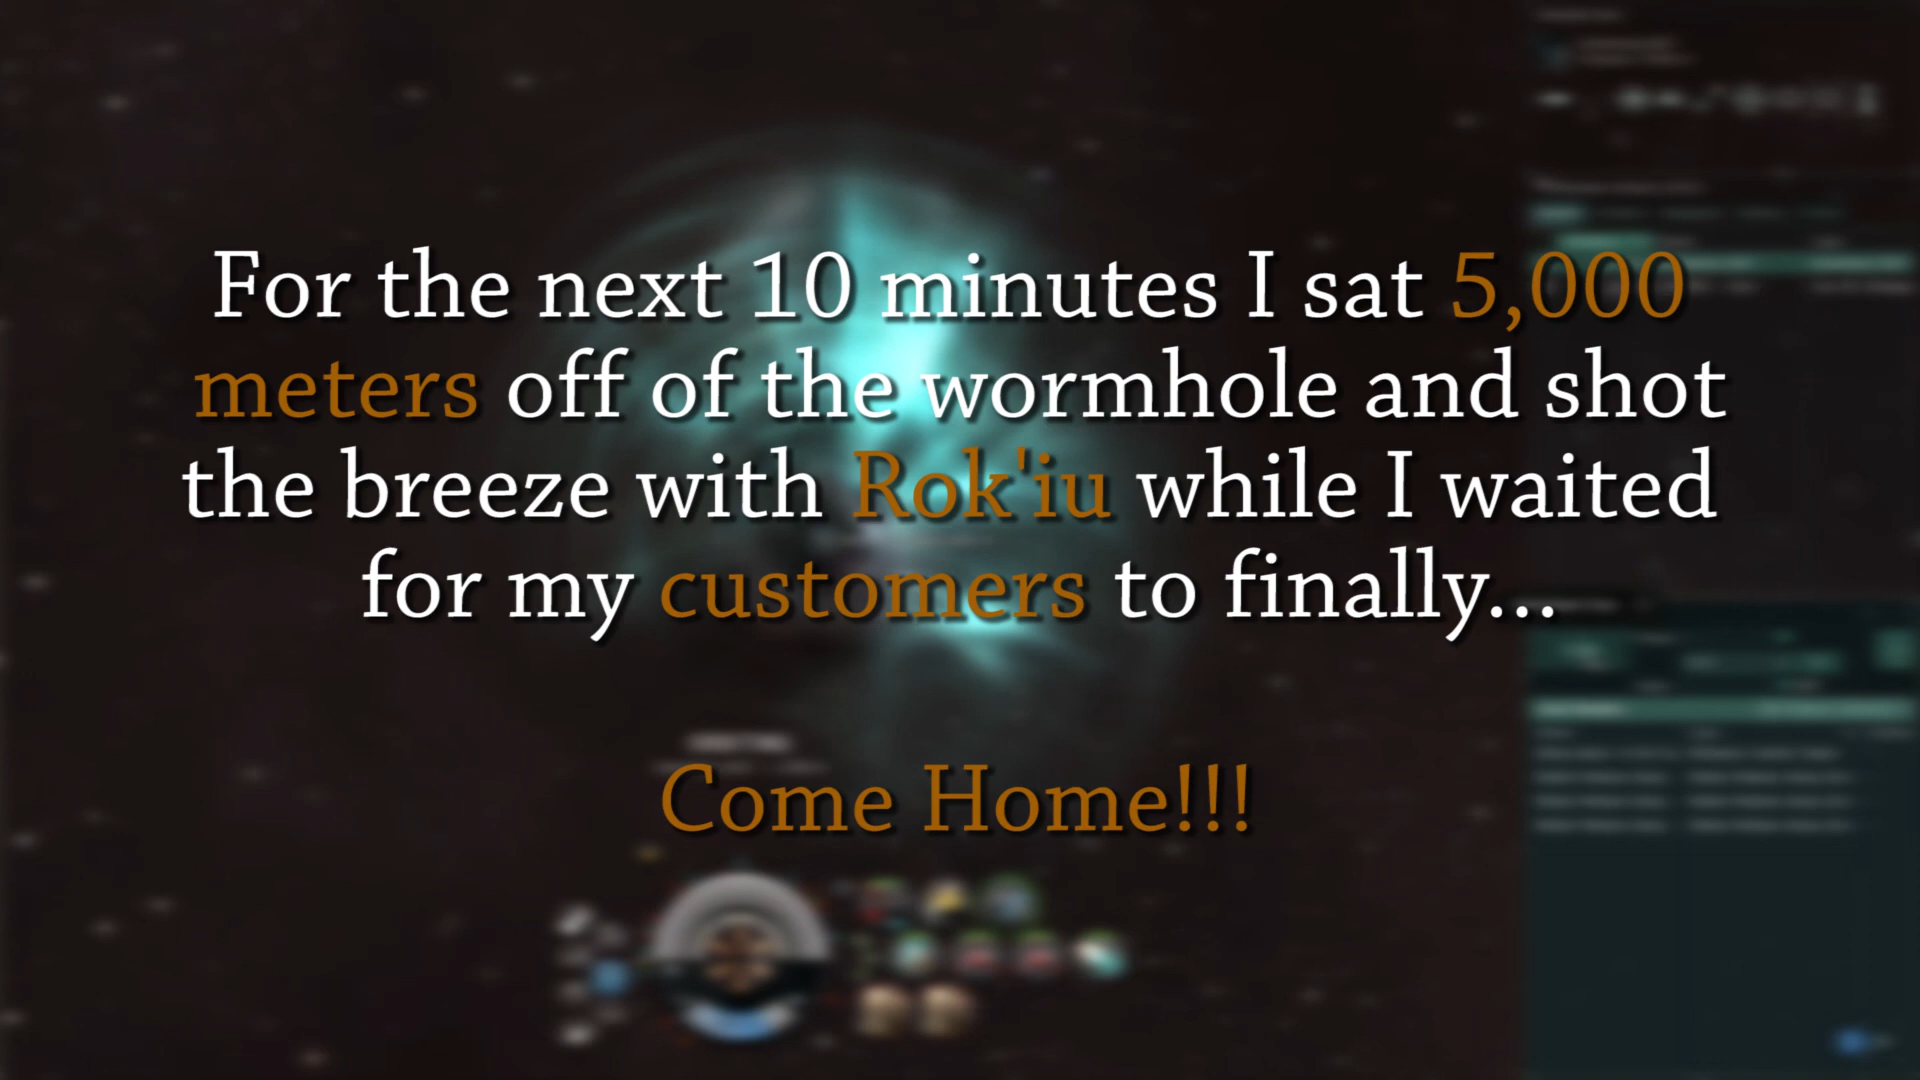 For the next 10 minutes I sat 5,000
meters off of the wormhole and shot
the breeze with Rok'iu while I waited
for my customers to finally...
Come Home!!!